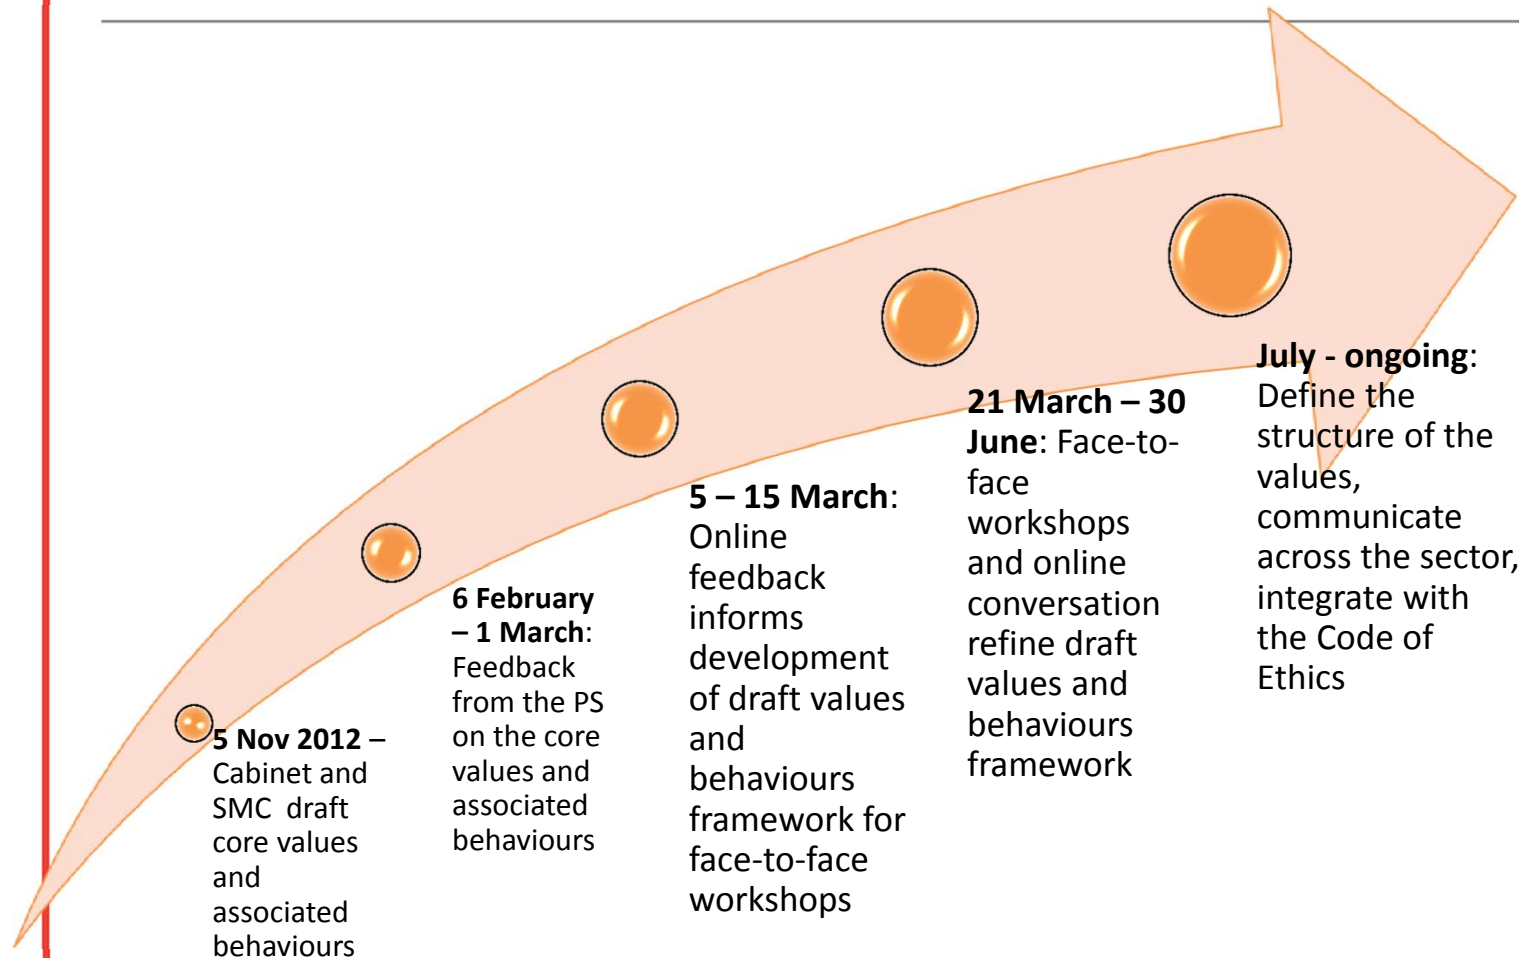 5 Nov 2012 –
Cabinet and
SMC  draft
core values
and
associated
behaviours
6 February
– 1 March:
Feedback
from the PS
on the core
values and
associated
behaviours
5 – 15 March:
Online
feedback
informs
development
of draft values
and
behaviours
framework for
face-to-face
workshops
21 March – 30
June: Face-to-
face
workshops
and online
conversation
refine draft
values and
behaviours
framework
July - ongoing:
Define the
structure of the
values,
communicate
across the sector,
integrate with
the Code of
Ethics